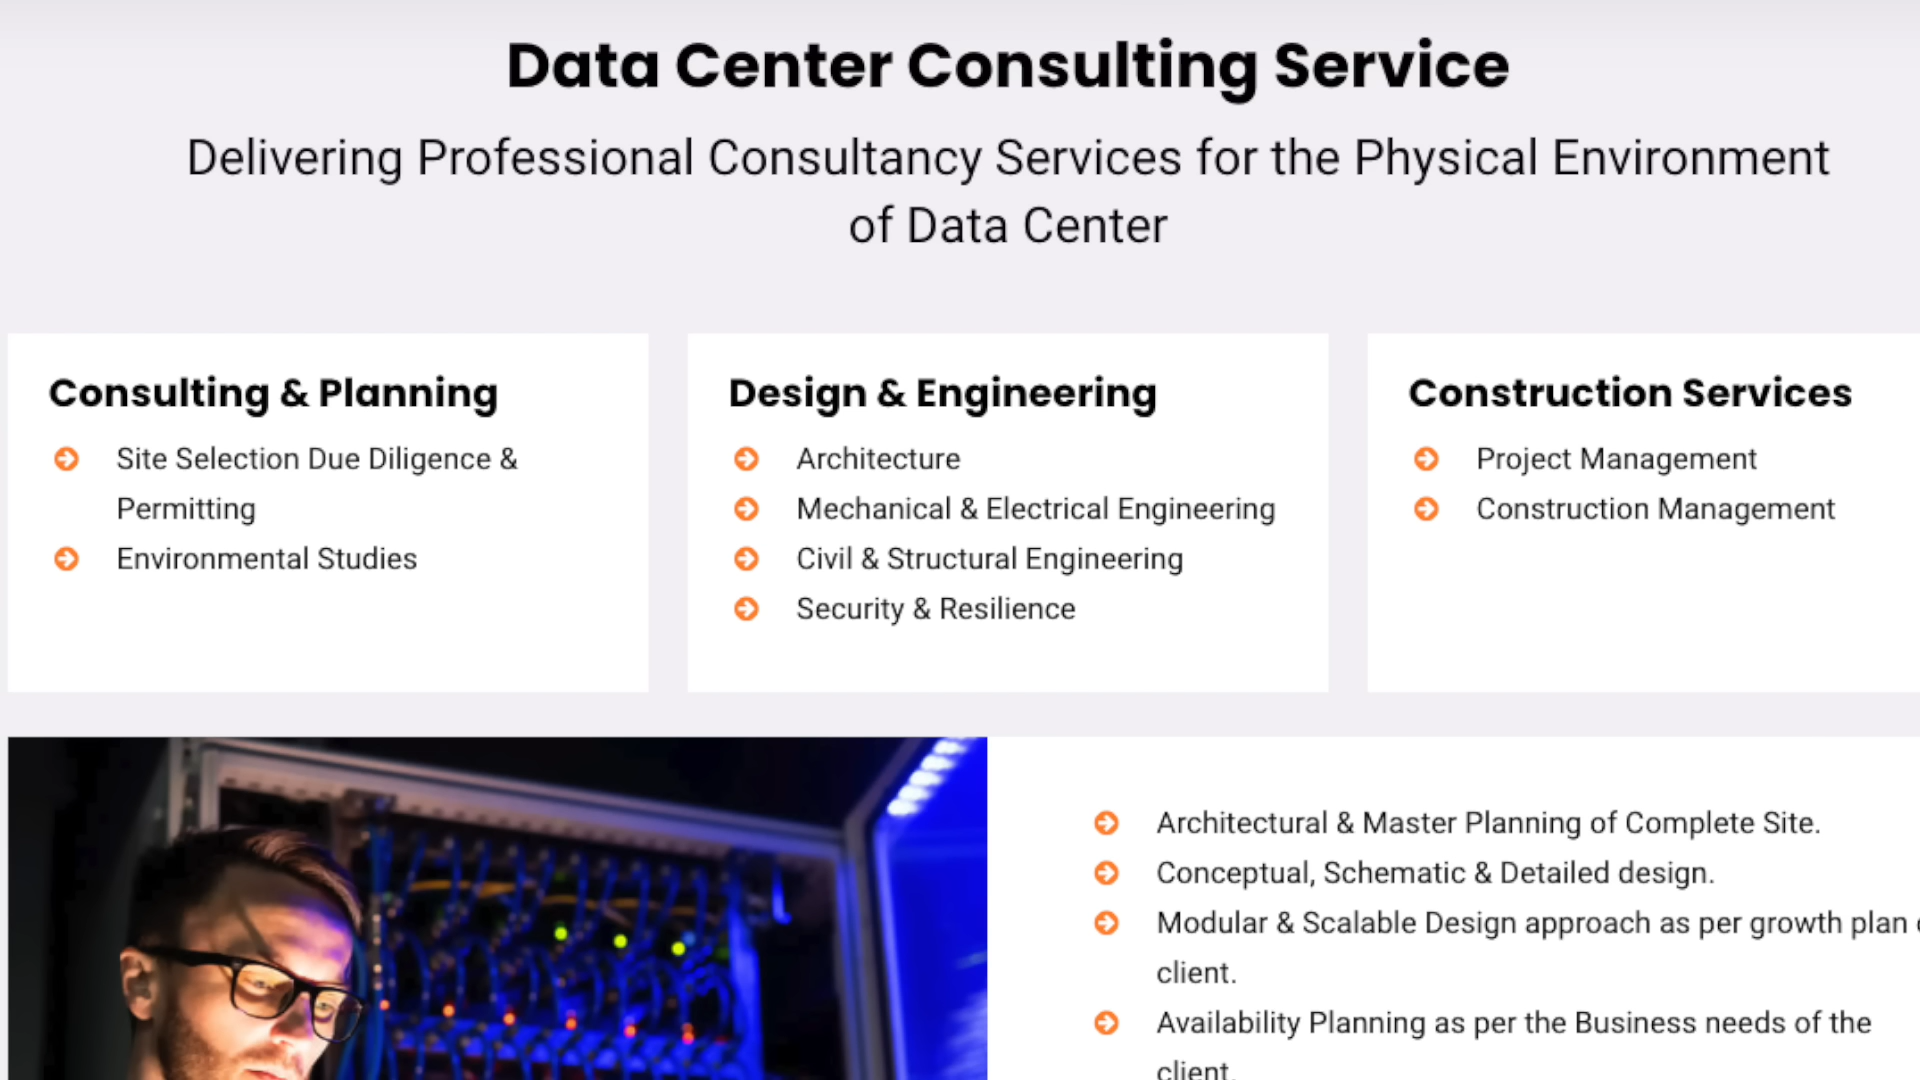 Data Center Consulting Service
Delivering Professional Consultancy Services for the Physical Environment
of Data Center
Consulting & Planning
Site Selection Due Diligence &
Permitting
Environmental Studies
Design & Engineering
Architecture
Mechanical & Electrical Engineering
Civil & Structural Engineering
Security & Resilience
Construction Services
Project Management
Construction Management
Architectural & Master Planning of Complete Site.
Conceptual, Schematic & Detailed design.
Modular & Scalable Design approach as per growth plan
client.
Availability Planning as per the Business needs of the
client.